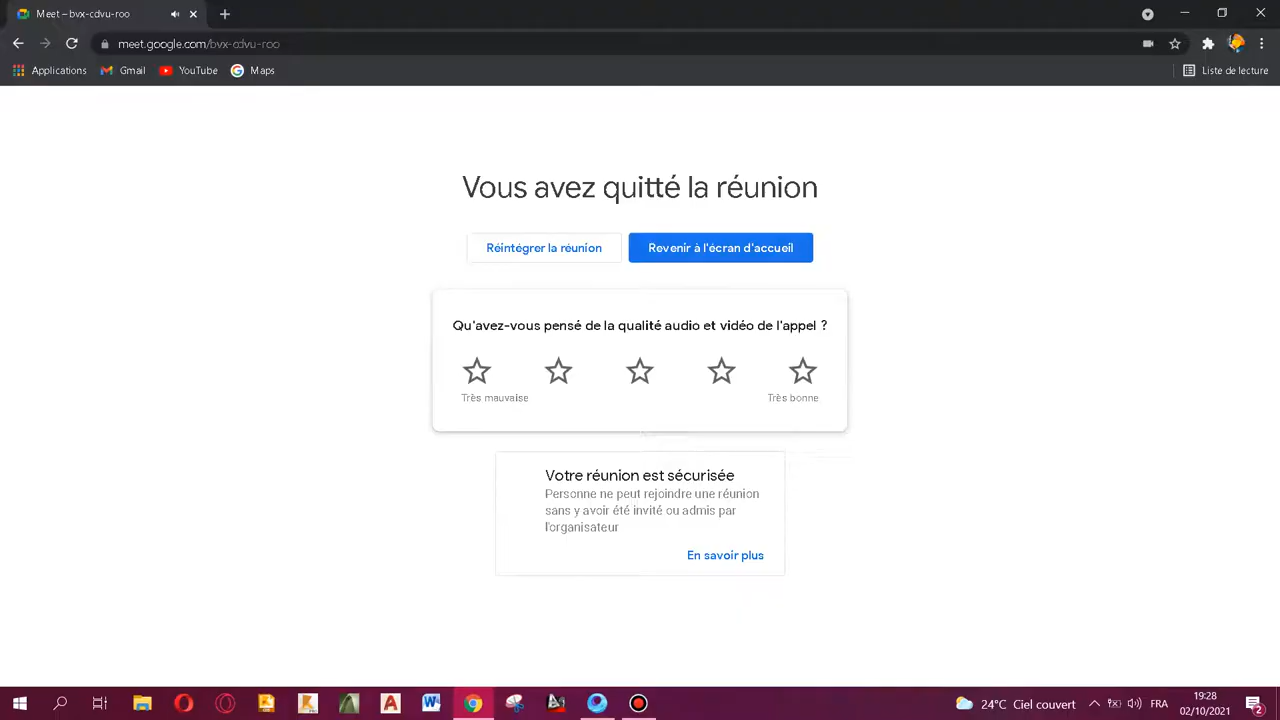 Meet – bvx-cdvu-roo
meet.google.com/bvx-cdvu-roo
Applications Gmail YouTube Maps Liste de lecture
Vous avez quitté la réunion
Réintégrer la réunion Revenir à l'écran d'accueil
Qu'avez-vous pensé de la qualité audio et vidéo de l'appel ?
Très mauvaise Très bonne
Votre réunion est sécurisée
Personne ne peut rejoindre une réunion
sans y avoir été invité ou admis par
l'organisateur
En savoir plus
24°C Ciel couvert FRA 19:28
02/10/2021 2